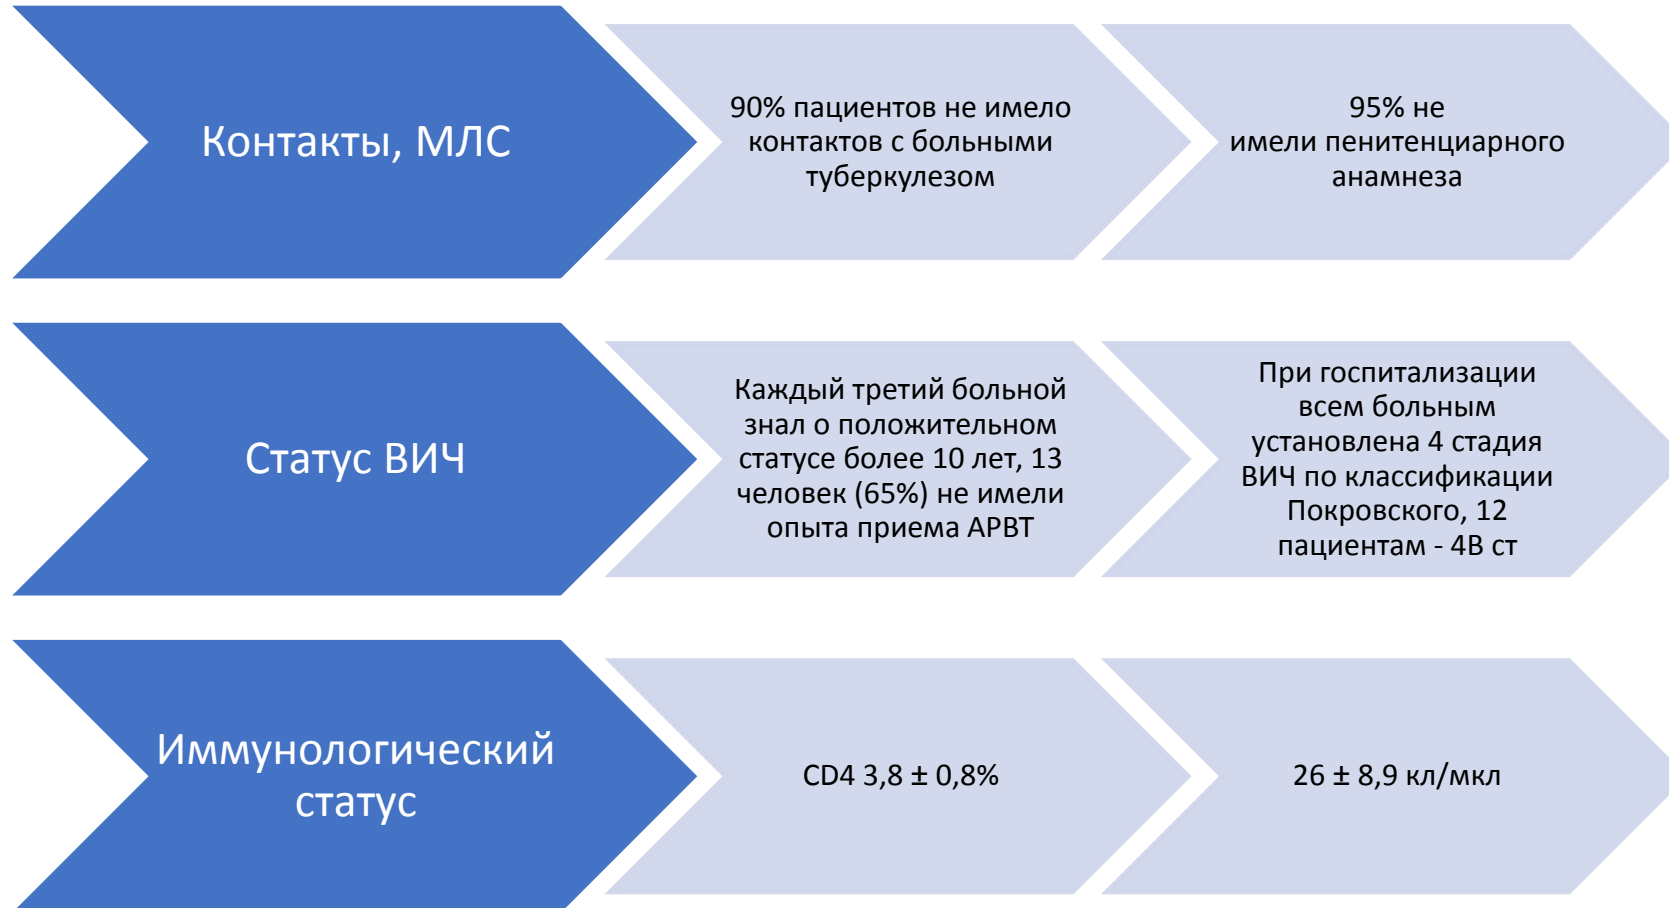 Контакты, МЛС
90% пациентов не имело
контактов с больными
туберкулезом
95% не
имели пенитенциарного
анамнеза
Статус ВИЧ
Каждый третий больной
знал о положительном
статусе более 10 лет, 13
человек (65%) не имели
опыта приема АРВТ
При госпитализации
всем больным
установлена 4 стадия
ВИЧ по классификации
Покровского, 12
пациентам - 4В ст
Иммунологический
статус
CD4 3,8 ± 0,8%
26 ± 8,9 кл/мкл